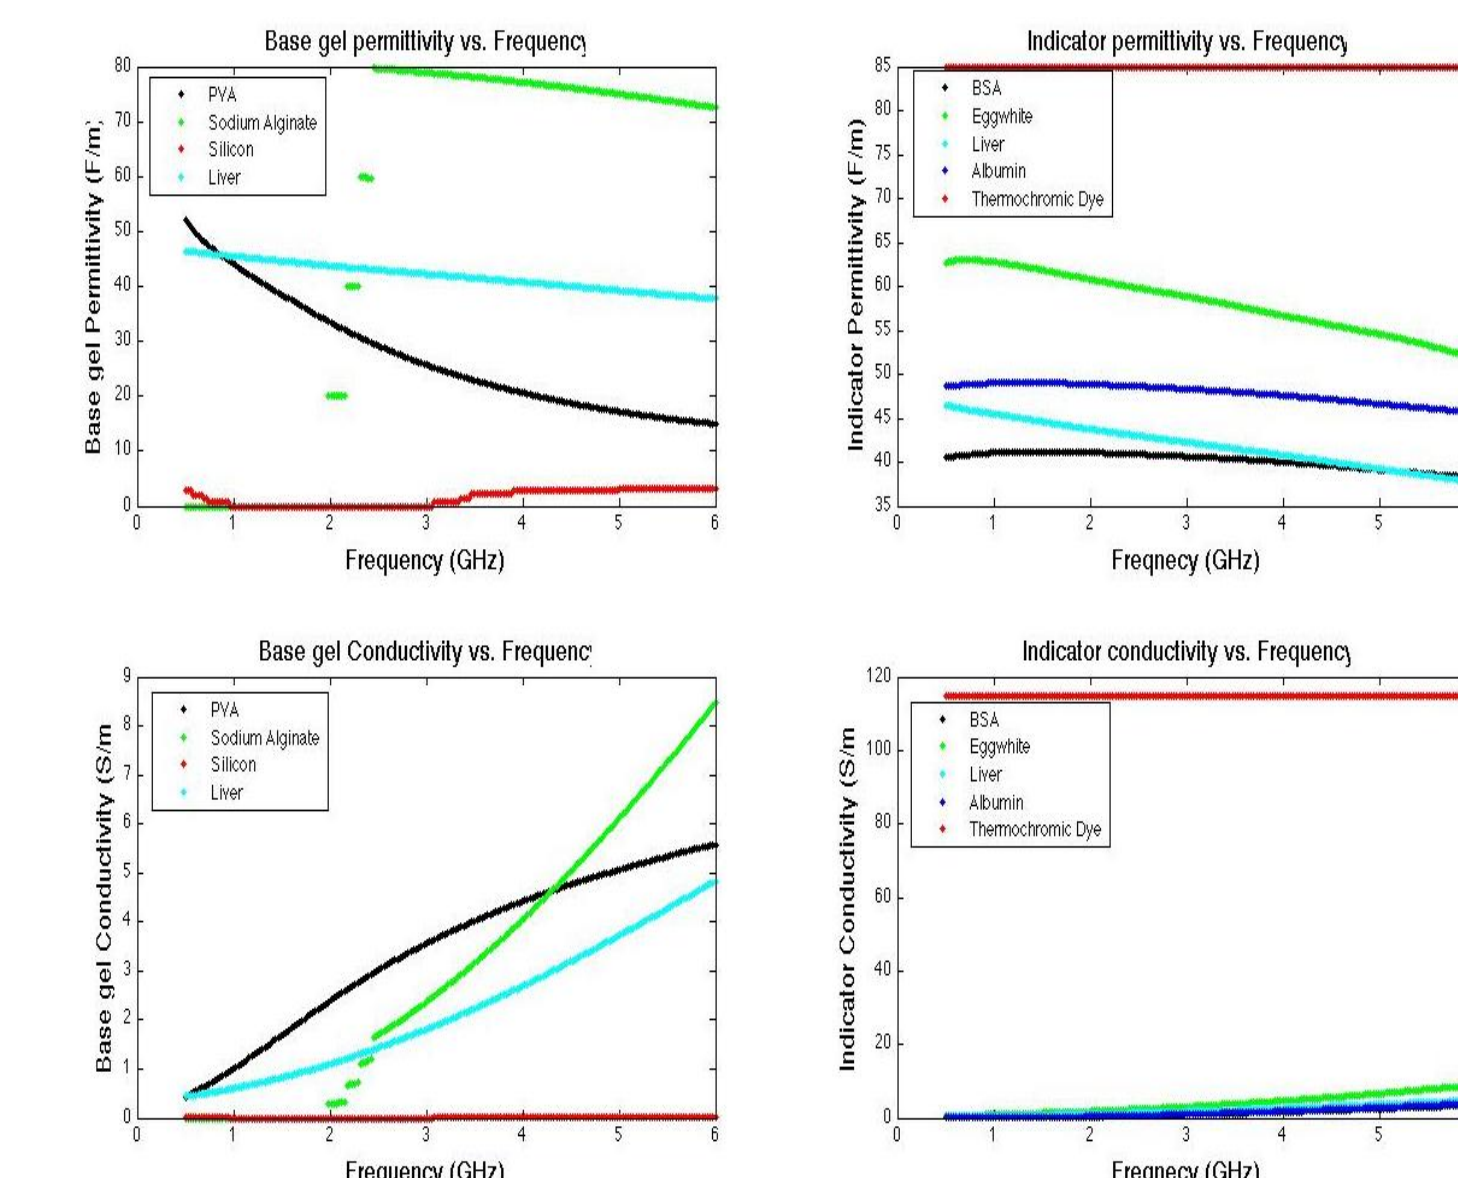 Base gel permittivity vs. Frequency
Base gel Permittivity (F/m)
80
70
60
50
40
30
20
10
0
PVA
Sodium Alginate
Silicon
Liver
0 1 2 3 4 5 6
Frequency (GHz)
Indicator permittivity vs. Frequency
Indicator Permittivity (F/m)
85
80
75
70
65
60
55
50
45
40
35
BSA
Eggwhite
Liver
Albumin
Thermochromic Dye
0 1 2 3 4 5
Freqnecy (GHz)
Base gel Conductivity vs. Frequenc
Base gel Conductivity (S/m
9
8
7
6
5
4
3
2
1
0
PVA
Sodium Alginate
Silicon
Liver
0 1 2 3 4 5 6
Frequency (GHz)
Indicator conductivity vs. Frequency
Indicator Conductivity (S/m
120
100
80
60
40
20
0
BSA
Eggwhite
Liver
Albumin
Thermochromic Dye
0 1 2 3 4 5
Freqnecy (GHz)